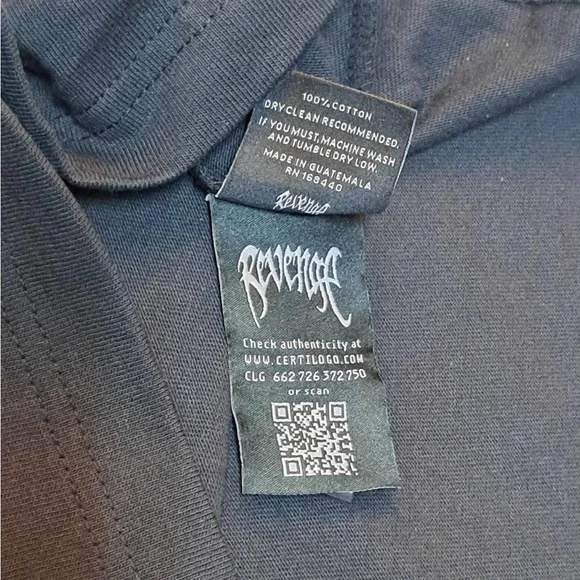 100% COTTON
DRY CLEAN RECOMMENDED.
IF YOU MUST, MACHINE WASH
AND TUMBLE DRY LOW.
MADE IN GUATEMALA
RN 168440
Revenge
Revenge
Check authenticity at
WWW.CERTILOGO.COM
CLG 662 726 372 750
or scan